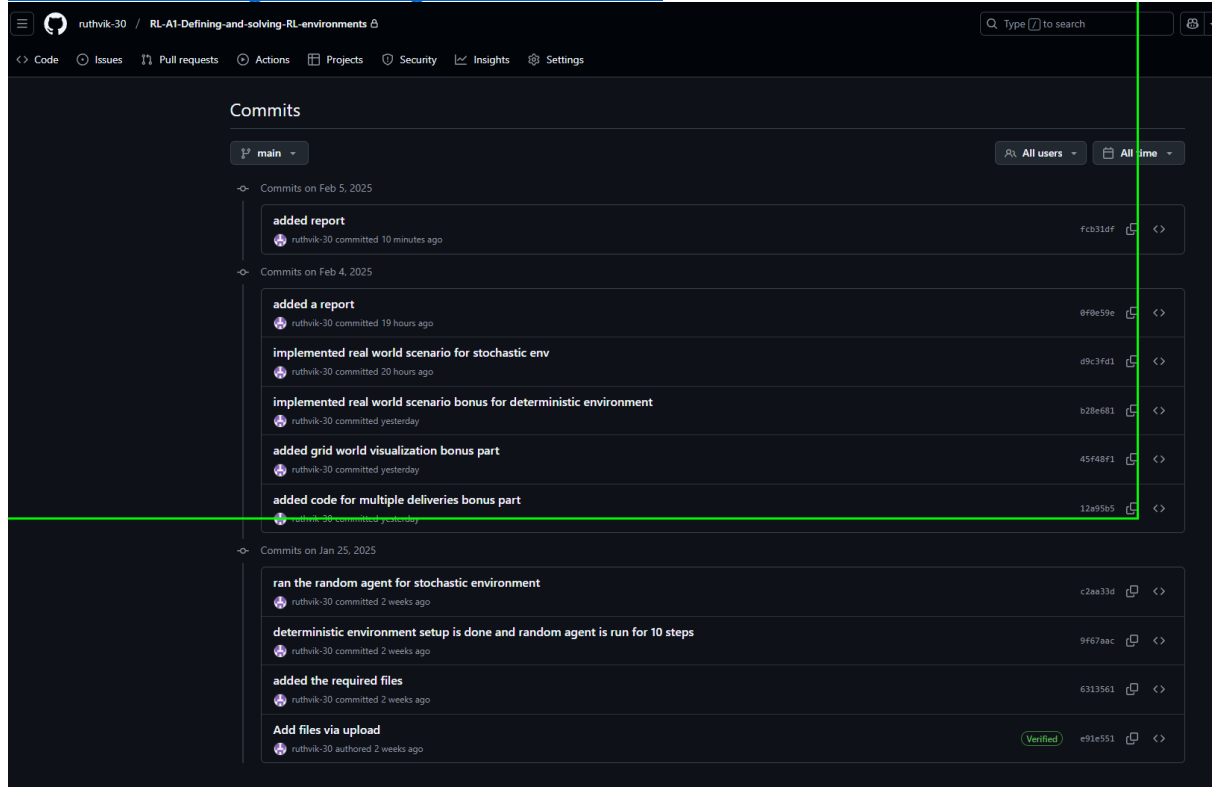 ruthvik-30 / RL-A1-Defining-and-solving-RL-environments
Type / to search
Code Issues Pull requests Actions Projects Security Insights Settings
Commits
main All users All time
Commits on Feb 5, 2025
added report
ruthvik-30 committed 10 minutes ago
fcb31df
Commits on Feb 4, 2025
added a report
ruthvik-30 committed 19 hours ago
0f0e59e
implemented real world scenario for stochastic env
ruthvik-30 committed 20 hours ago
d9c3fd1
implemented real world scenario bonus for deterministic environment
ruthvik-30 committed yesterday
b28e681
added grid world visualization bonus part
ruthvik-30 committed yesterday
45f48f1
added code for multiple deliveries bonus part
ruthvik-30 committed yesterday
12a95b5
Commits on Jan 25, 2025
ran the random agent for stochastic environment
ruthvik-30 committed 2 weeks ago
c2aa33d
deterministic environment setup is done and random agent is run for 10 steps
ruthvik-30 committed 2 weeks ago
9f67aac
added the required files
ruthvik-30 committed 2 weeks ago
6313561
Add files via upload
ruthvik-30 authored 2 weeks ago
Verified e91e551